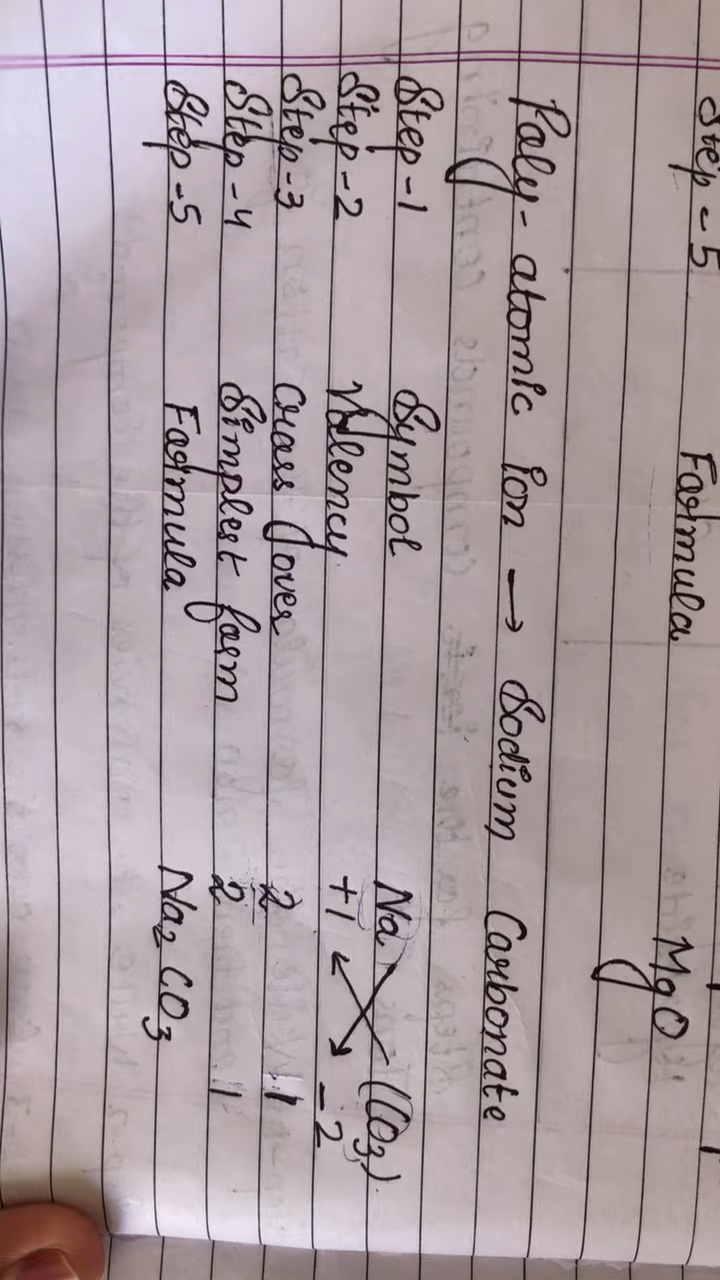 Step-5 Formula MgO
Poly-atomic ion → Sodium Carbonate
Step-1 Symbol Na (CO3)
Step-2 Valency +1 -2
Step-3 Cross over 2 1
Step-4 Simplest form 2 1
Step-5 Formula Na2 CO3